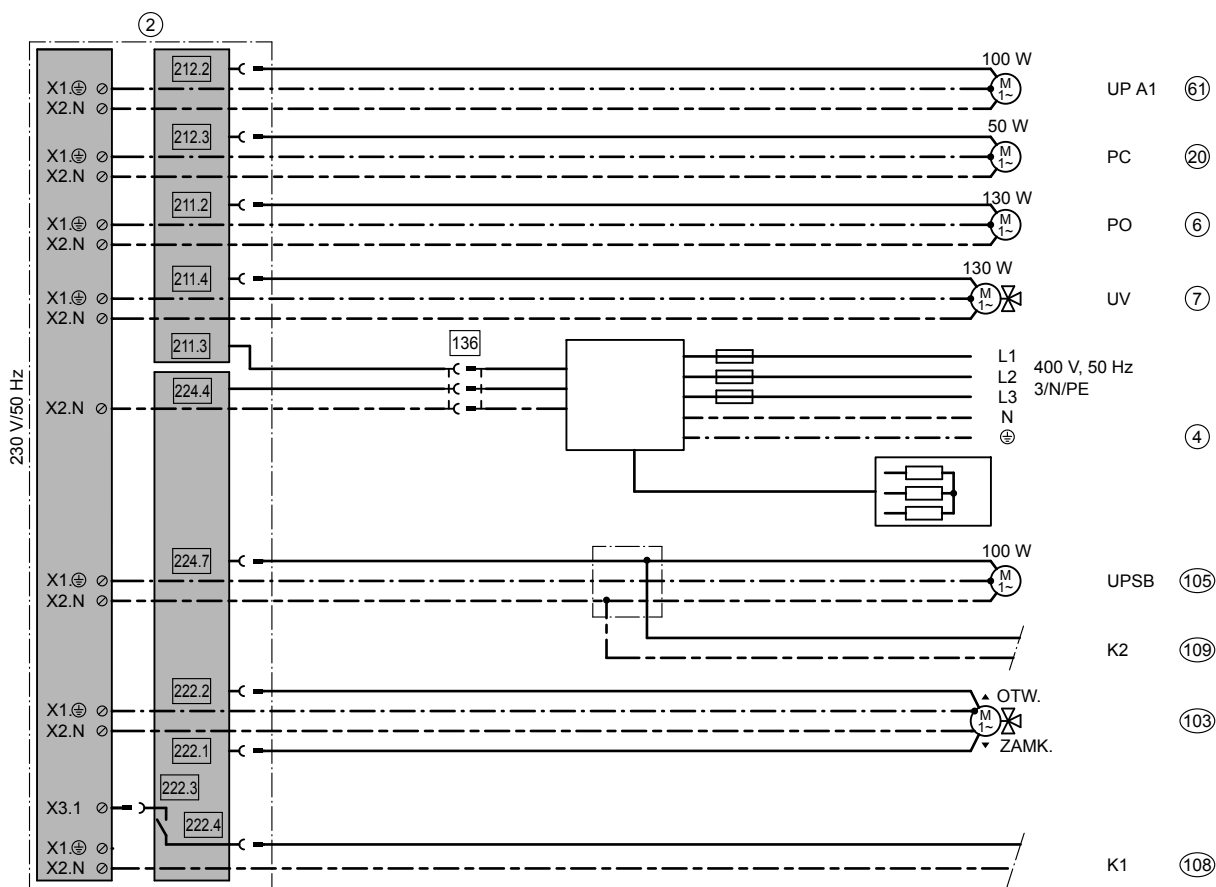 2
212.2
100 W
X1.⏚ UP A1 61
X2.N
M
1~
212.3
50 W
X1.⏚ PC 20
X2.N
M
1~
211.2
130 W
X1.⏚ PO 6
X2.N
M
1~
211.4
130 W
X1.⏚ UV 7
X2.N
M
1~
211.3
136
L1
400 V, 50 Hz
L2
224.4
3/N/PE
L3
X2.N
N
⏚ 4
230 V/50 Hz
224.7
100 W
X1.⏚ UPSB 105
X2.N
M
1~
K2 109
222.2
OTW.
X1.⏚
M
1~
103
X2.N
222.1
ZAMK.
222.3
X3.1
222.4
X1.⏚
X2.N K1 108